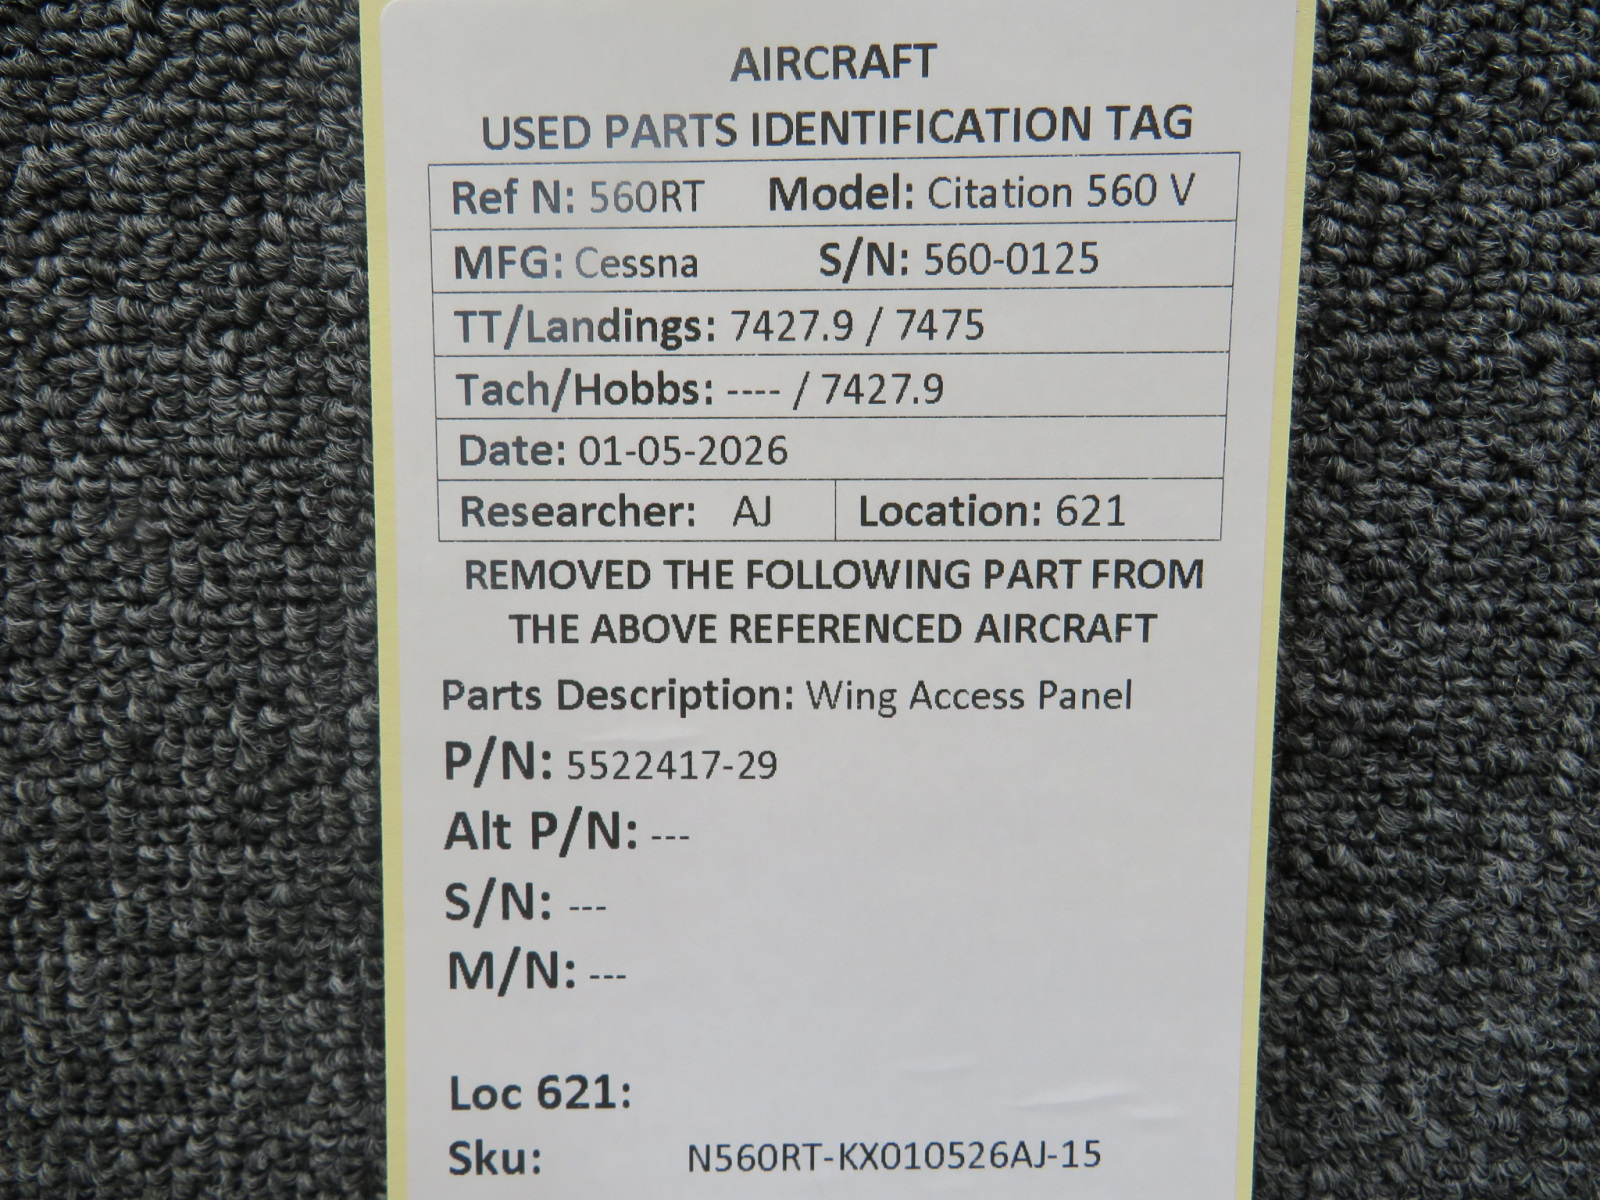 AIRCRAFT
USED PARTS IDENTIFICATION TAG
Ref N: 560RT Model: Citation 560 V
MFG: Cessna S/N: 560-0125
TT/Landings: 7427.9 / 7475
Tach/Hobbs: ---- / 7427.9
Date: 01-05-2026
Researcher: AJ Location: 621
REMOVED THE FOLLOWING PART FROM
THE ABOVE REFERENCED AIRCRAFT
Parts Description: Wing Access Panel
P/N: 5522417-29
Alt P/N: ---
S/N: ---
M/N: ---
Loc 621:
Sku: N560RT-KX010526AJ-15